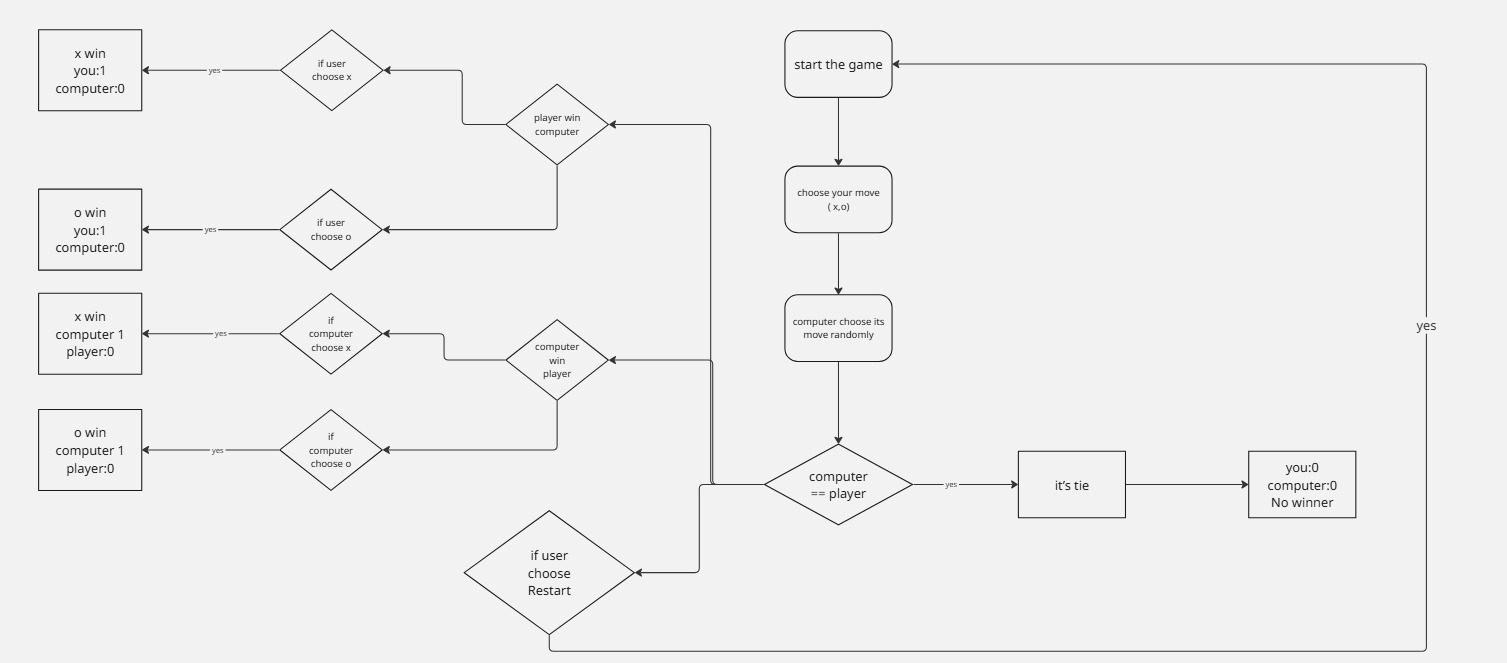 x win
you:1
computer:0
yes
if user
choose x
player win
computer
start the game
choose your move
( x,o)
o win
you:1
computer:0
yes
if user
choose o
computer choose its
move randomly
x win
computer 1
player:0
yes
if
computer
choose x
computer
win
player
yes
o win
computer 1
player:0
yes
if
computer
choose o
computer
== player
yes
it's tie
you:0
computer:0
No winner
if user
choose
Restart